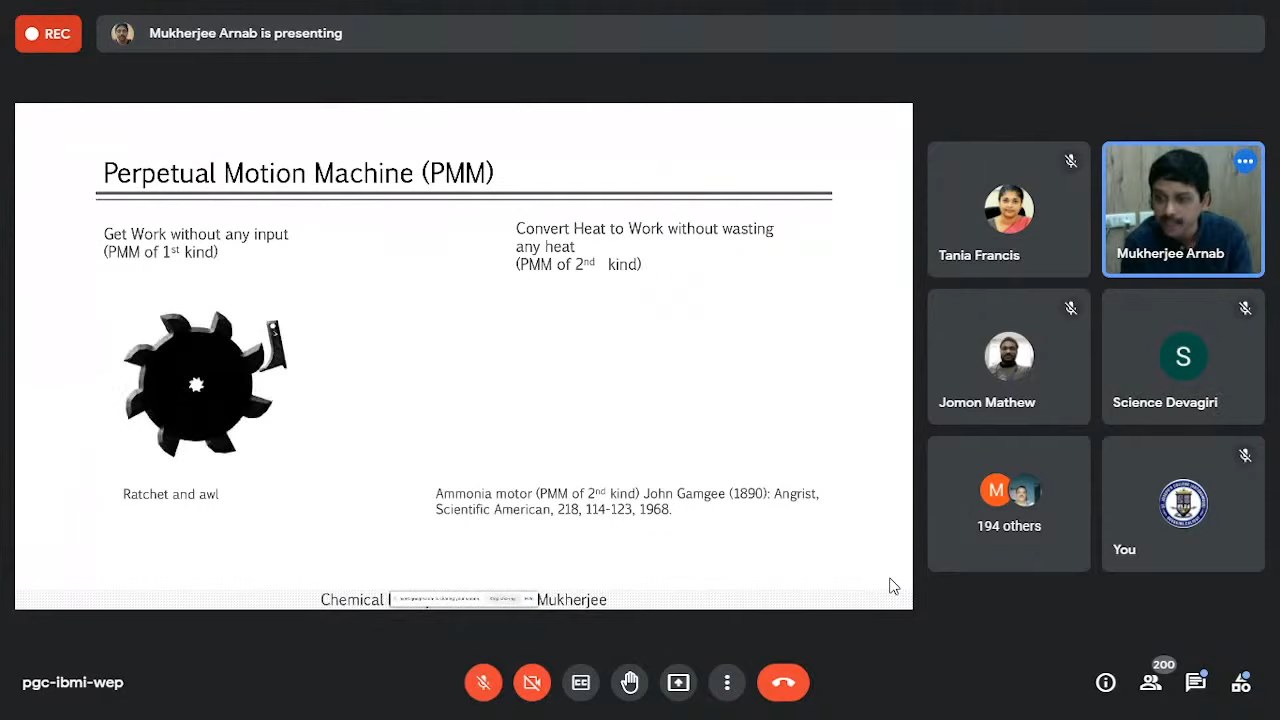 REC
Mukherjee Arnab is presenting
Perpetual Motion Machine (PMM)
Get Work without any input
(PMM of 1st kind)
Convert Heat to Work without wasting
any heat
(PMM of 2nd kind)
Ratchet and awl
Ammonia motor (PMM of 2nd kind) John Gamgee (1890): Angrist,
Scientific American, 218, 114-123, 1968.
Chemical
Mukherjee
Tania Francis
Mukherjee Arnab
Jomon Mathew
S
Science Devagiri
M
194 others
You
pgc-ibmi-wep
CC
200